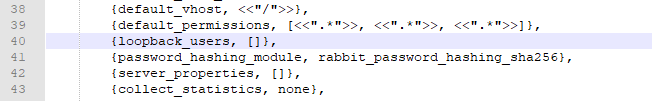 38 {default_vhost, <<"/">>},
39 {default_permissions, [<<".*">>, <<".*">>, <<".*">>]},
40 {loopback_users, []},
41 {password_hashing_module, rabbit_password_hashing_sha256},
42 {server_properties, []},
43 {collect_statistics, none},